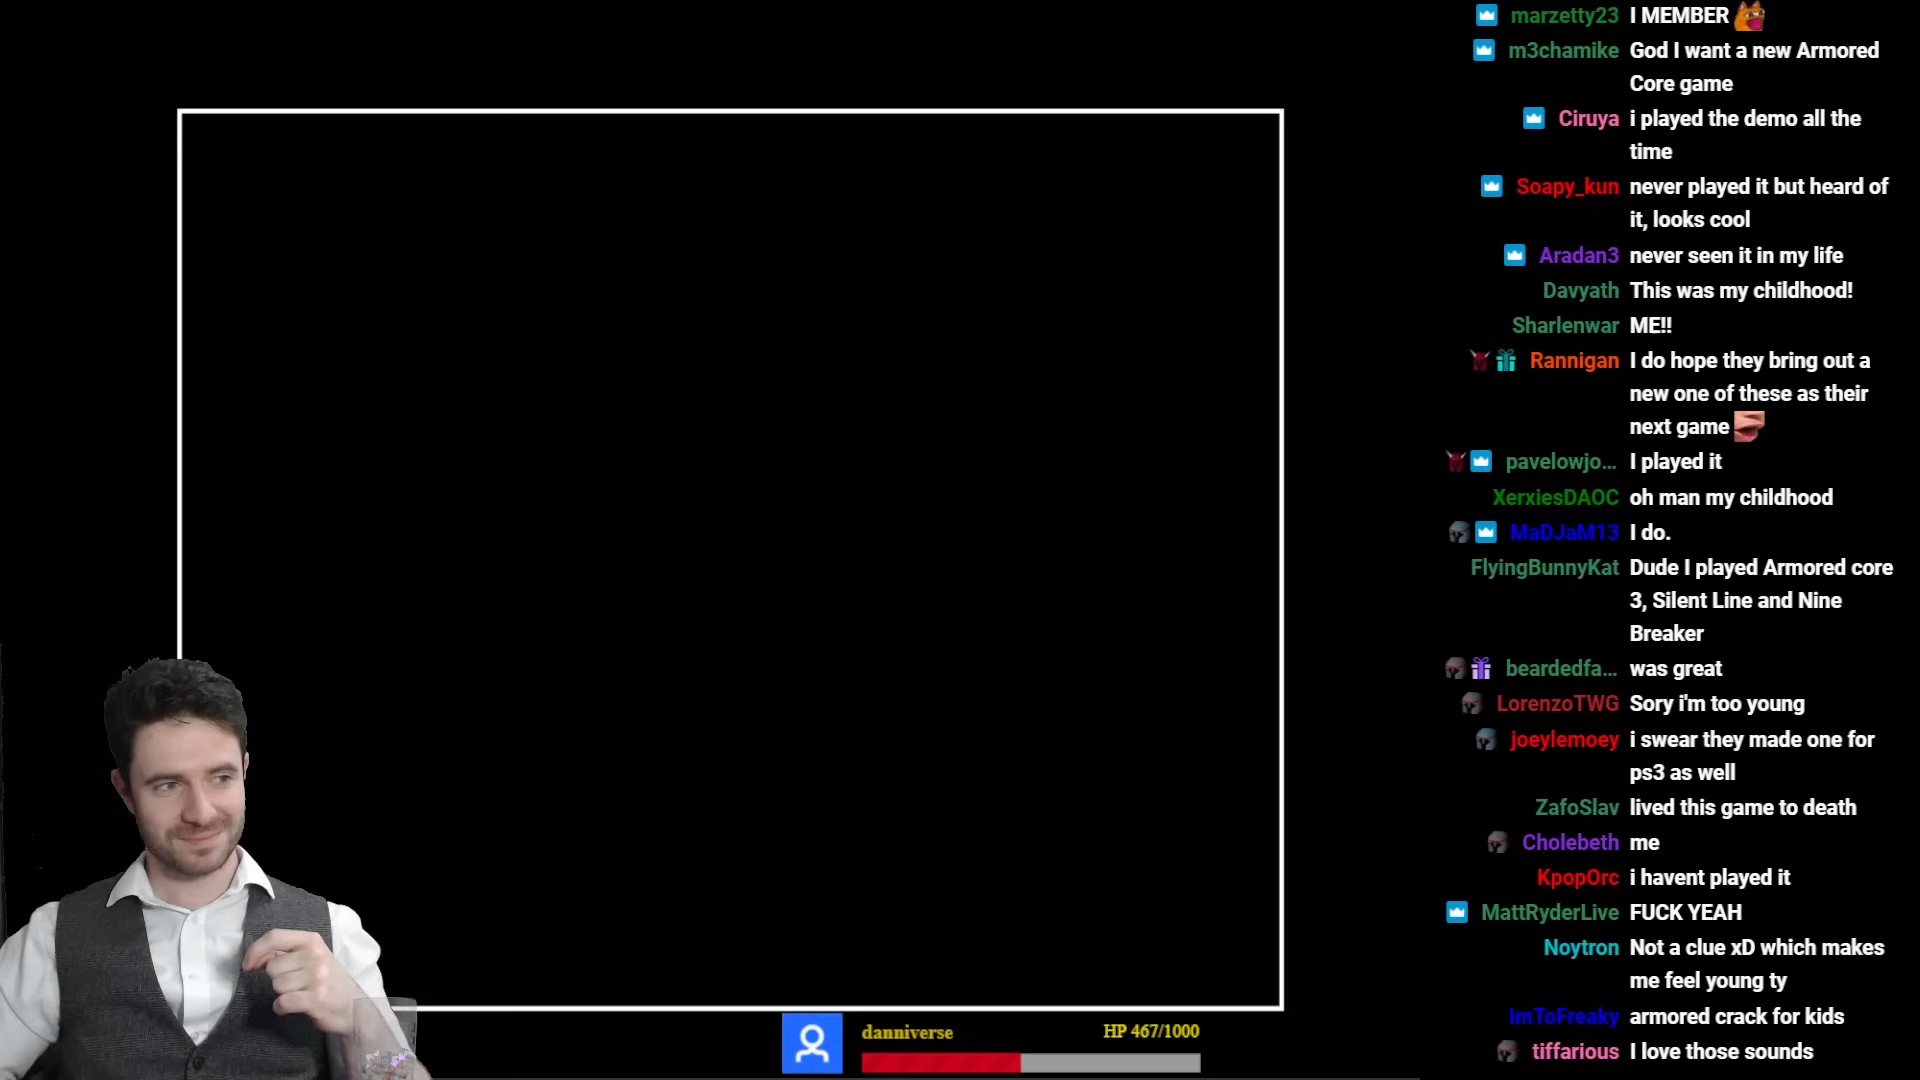 marzetty23 I MEMBER
m3chamike God I want a new Armored
Core game
Ciruya i played the demo all the
time
Soapy_kun never played it but heard of
it, looks cool
Aradan3 never seen it in my life
Davyath This was my childhood!
Sharlenwar ME!!
Rannigan I do hope they bring out a
new one of these as their
next game
pavelowjo... I played it
XerxiesDAOC oh man my childhood
MaDJaM13 I do.
FlyingBunnyKat Dude I played Armored core
3, Silent Line and Nine
Breaker
beardedfa... was great
LorenzoTWG Sory i'm too young
joeylemoey i swear they made one for
ps3 as well
ZafoSlav lived this game to death
Cholebeth me
KpopOrc i havent played it
MattRyderLive FUCK YEAH
Noytron Not a clue xD which makes
me feel young ty
ImToFreaky armored crack for kids
tiffarious I love those sounds
danniverse HP 467/1000